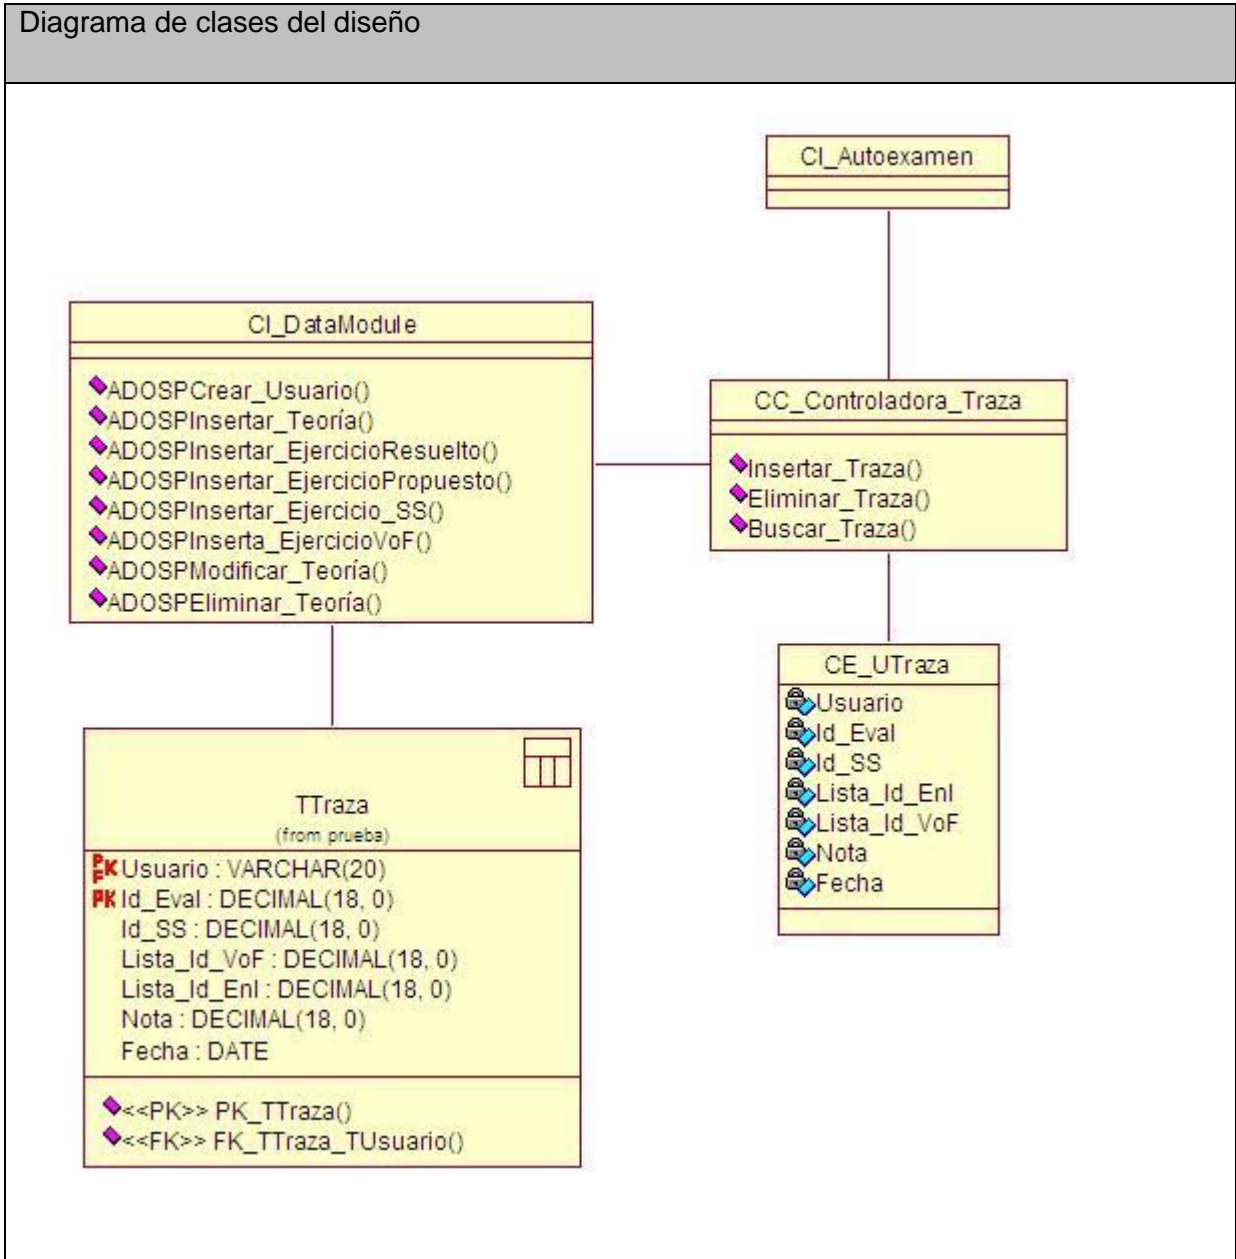 Diagrama de clases del diseño
CI_Autoexamen
CI_DataModule
ADOSPCrear_Usuario()
ADOSPInsertar_Teoría()
ADOSPInsertar_EjercicioResuelto()
ADOSPInsertar_EjercicioPropuesto()
ADOSPInsertar_Ejercicio_SS()
ADOSPInserta_EjercicioVoF()
ADOSPModificar_Teoría()
ADOSPEliminar_Teoría()
CC_Controladora_Traza
Insertar_Traza()
Eliminar_Traza()
Buscar_Traza()
CE_UTraza
Usuario
Id_Eval
Id_SS
Lista_Id_Enl
Lista_Id_VoF
Nota
Fecha
TTraza
(from prueba)
PFK Usuario : VARCHAR(20)
PK Id_Eval : DECIMAL(18, 0)
Id_SS : DECIMAL(18, 0)
Lista_Id_VoF : DECIMAL(18, 0)
Lista_Id_Enl : DECIMAL(18, 0)
Nota : DECIMAL(18, 0)
Fecha : DATE
<<PK>> PK_TTraza()
<<FK>> FK_TTraza_TUsuario()